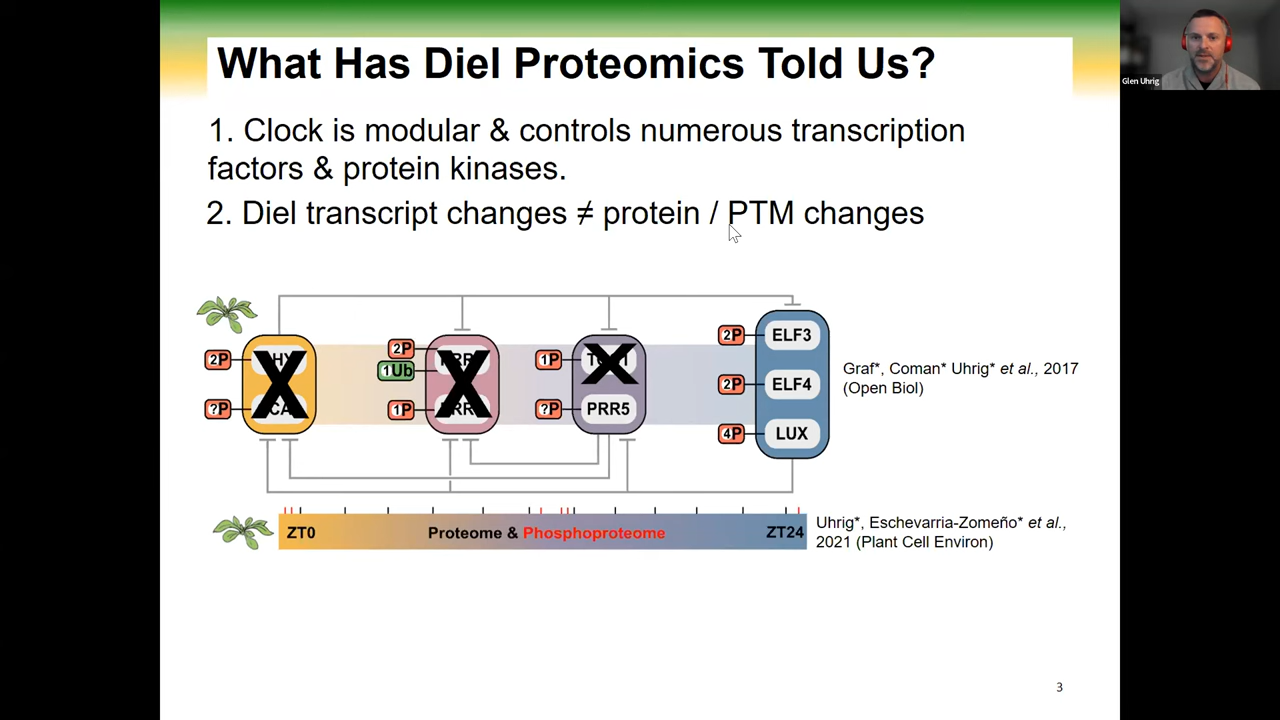 What Has Diel Proteomics Told Us?
Glen Uhrig
1. Clock is modular & controls numerous transcription
factors & protein kinases.
2. Diel transcript changes ≠ protein / PTM changes
2P
?P
2P
1Ub
1P
1P
?P
PRR5
2P
ELF3
2P
ELF4
4P
LUX
Graf*, Coman* Uhrig* et al., 2017
(Open Biol)
ZT0
Proteome & Phosphoproteome
ZT24
Uhrig*, Eschevarria-Zomeño* et al.,
2021 (Plant Cell Environ)
3